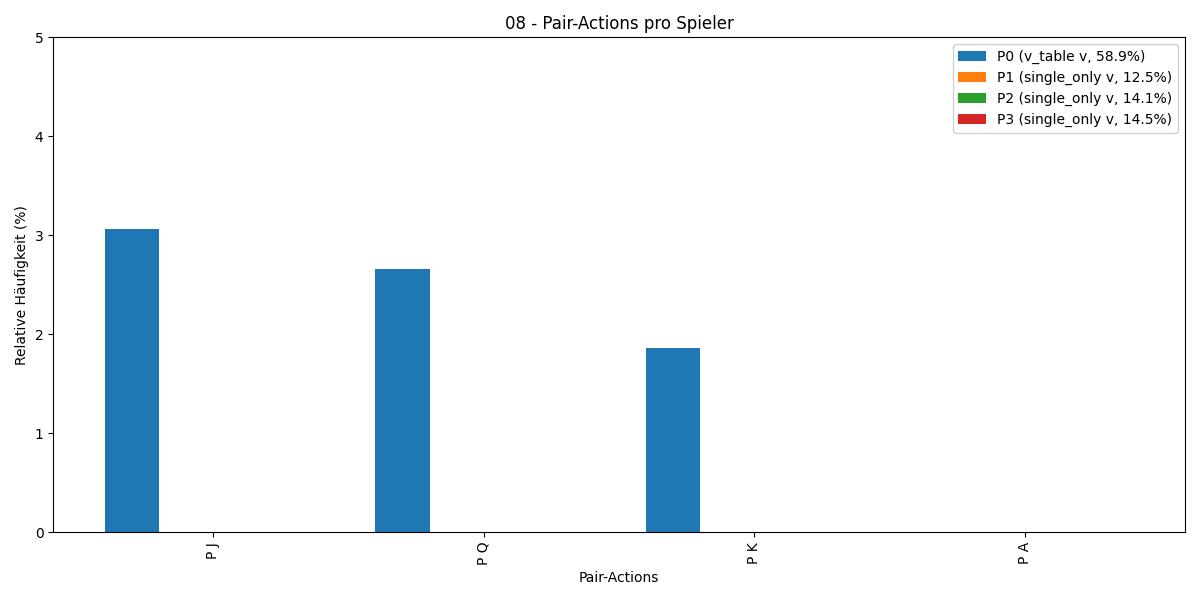 08 - Pair-Actions pro Spieler
P0 (v_table v, 58.9%)
P1 (single_only v, 12.5%)
P2 (single_only v, 14.1%)
P3 (single_only v, 14.5%)
Relative Häufigkeit (%)
5
4
3
2
1
0
P J
P Q
P K
P A
Pair-Actions